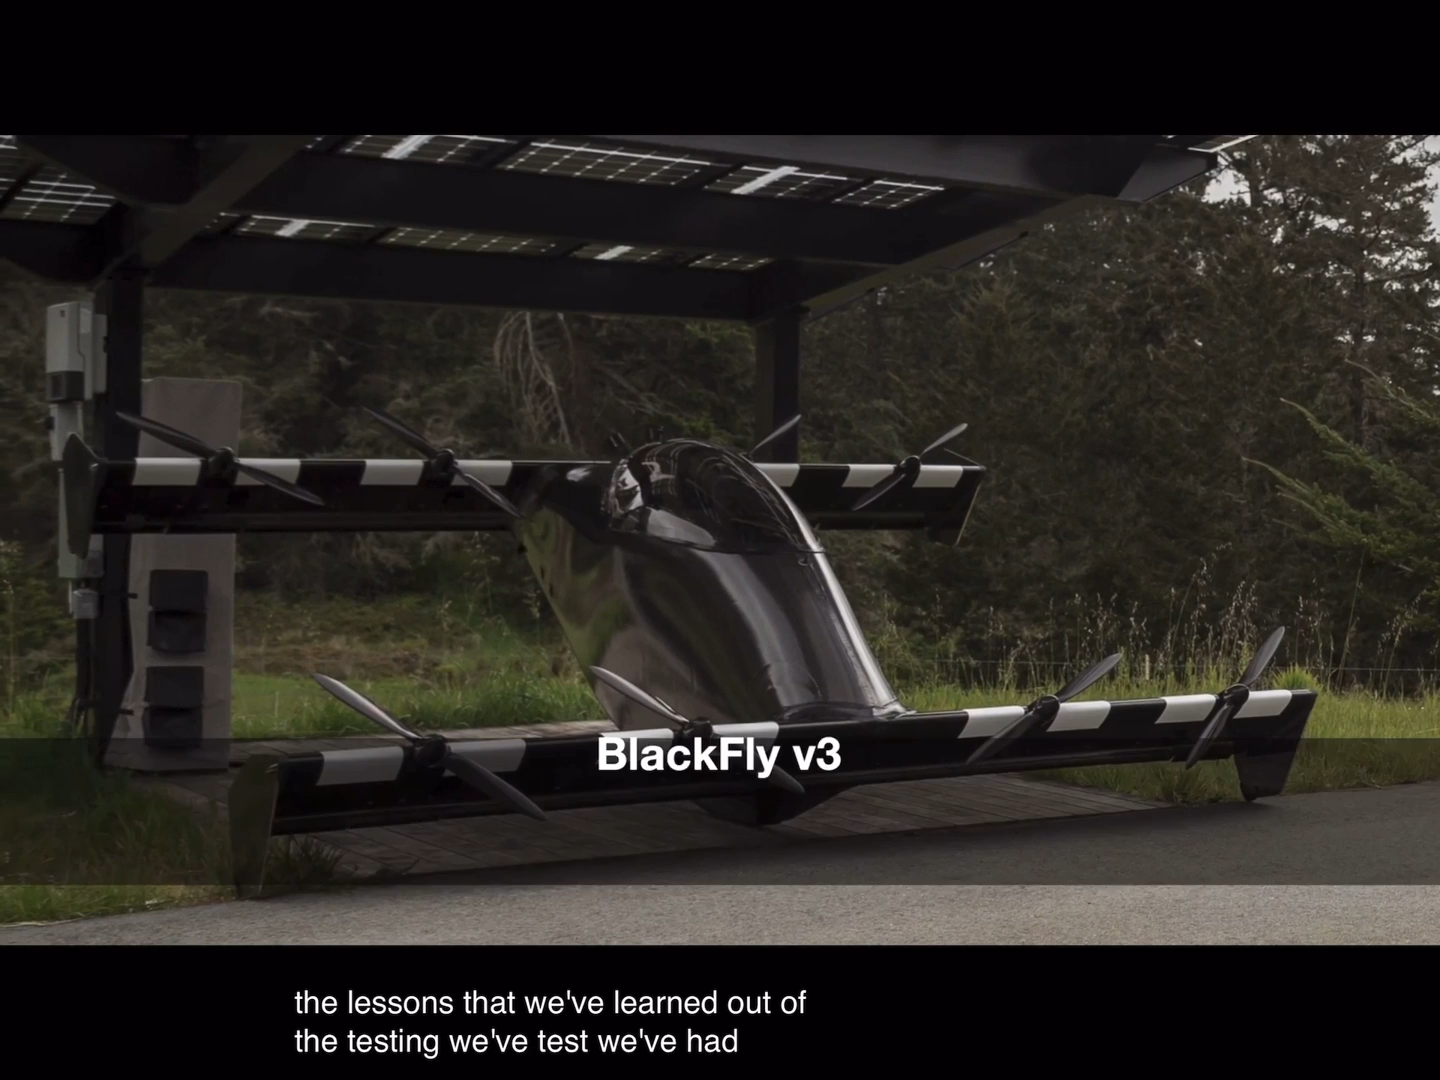 BlackFly v3
the lessons that we've learned out of
the testing we've test we've had